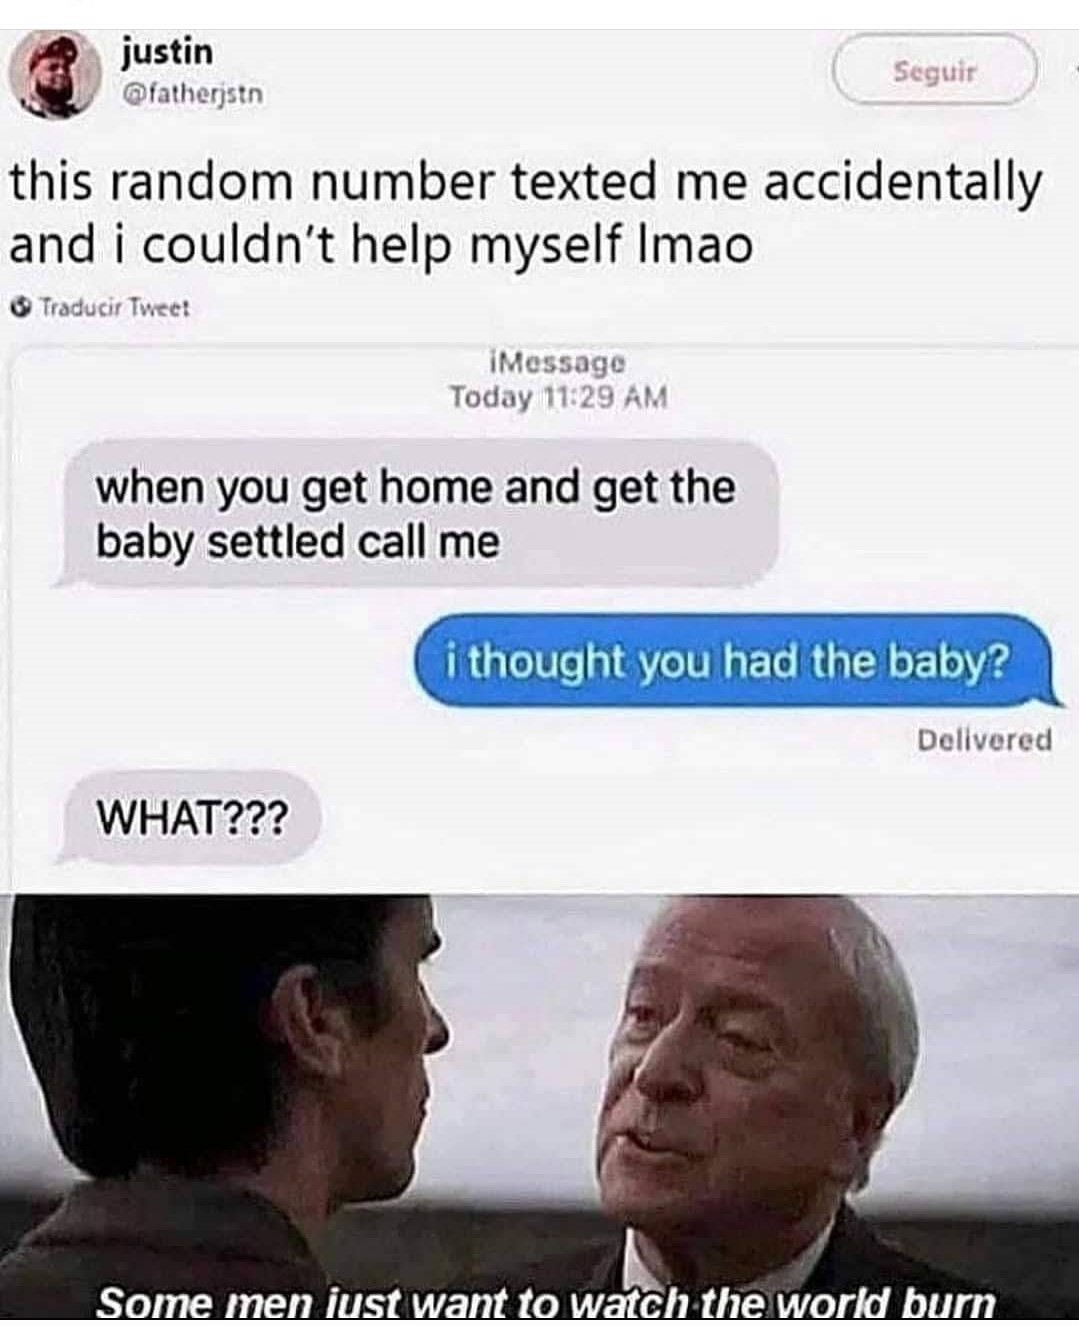 justin
@fatherjstn
Seguir
this random number texted me accidentally
and i couldn't help myself lmao
Traducir Tweet
iMessage
Today 11:29 AM
when you get home and get the
baby settled call me
i thought you had the baby?
Delivered
WHAT???
Some men just want to watch the world burn